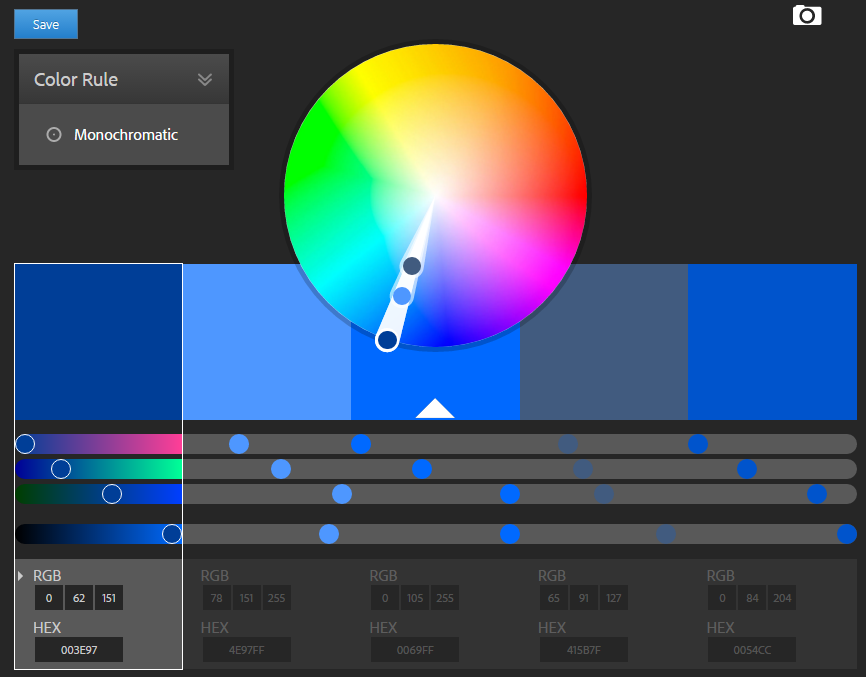 Save
Color Rule
Monochromatic
RGB RGB RGB RGB RGB
0 62 151 78 151 255 0 105 255 65 91 127 0 84 204
HEX HEX HEX HEX HEX
003E97 4E97FF 0069FF 415B7F 0054CC